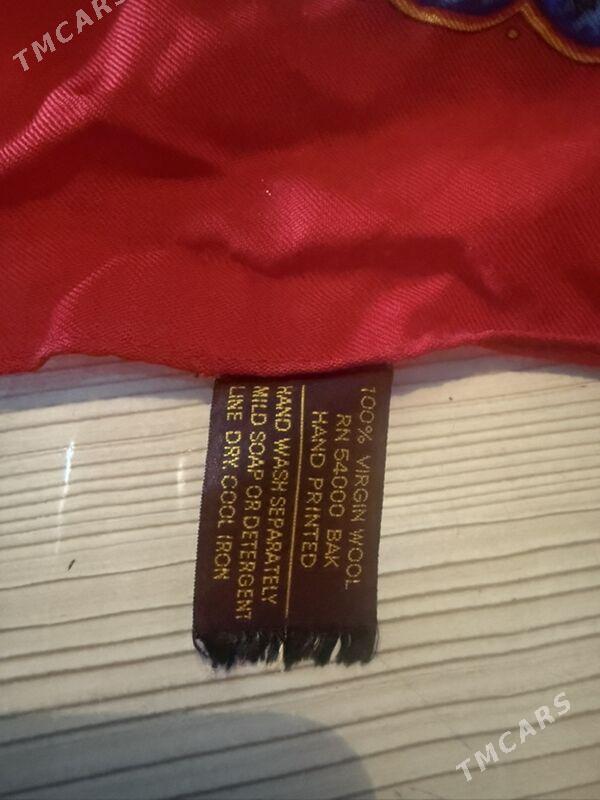 TMCARS
100% VIRGIN WOOL
RN 54000 BAK
HAND PRINTED
HAND WASH SEPARATELY
MILD SOAP OR DETERGENT
LINE DRY, COOL IRON
TMCARS